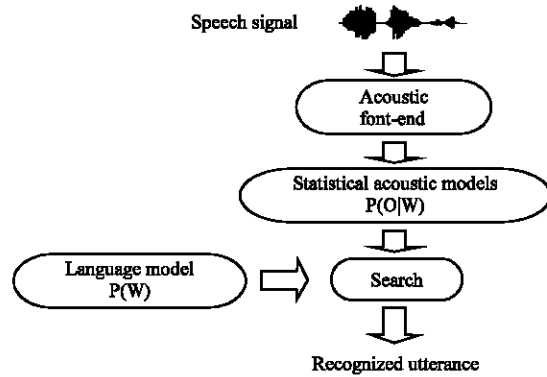 Speech signal
Acoustic
font-end
Statistical acoustic models
P(O|W)
Language model
P(W)
Search
Recognized utterance